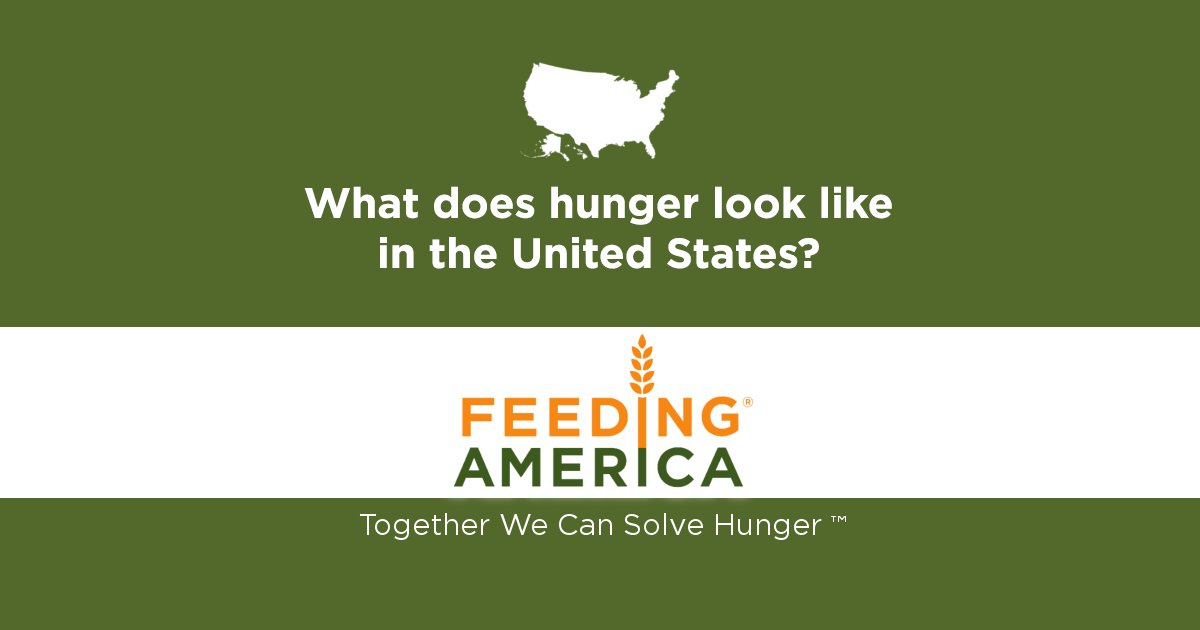 What does hunger look like
in the United States?
FEEDING®
AMERICA
Together We Can Solve Hunger ™